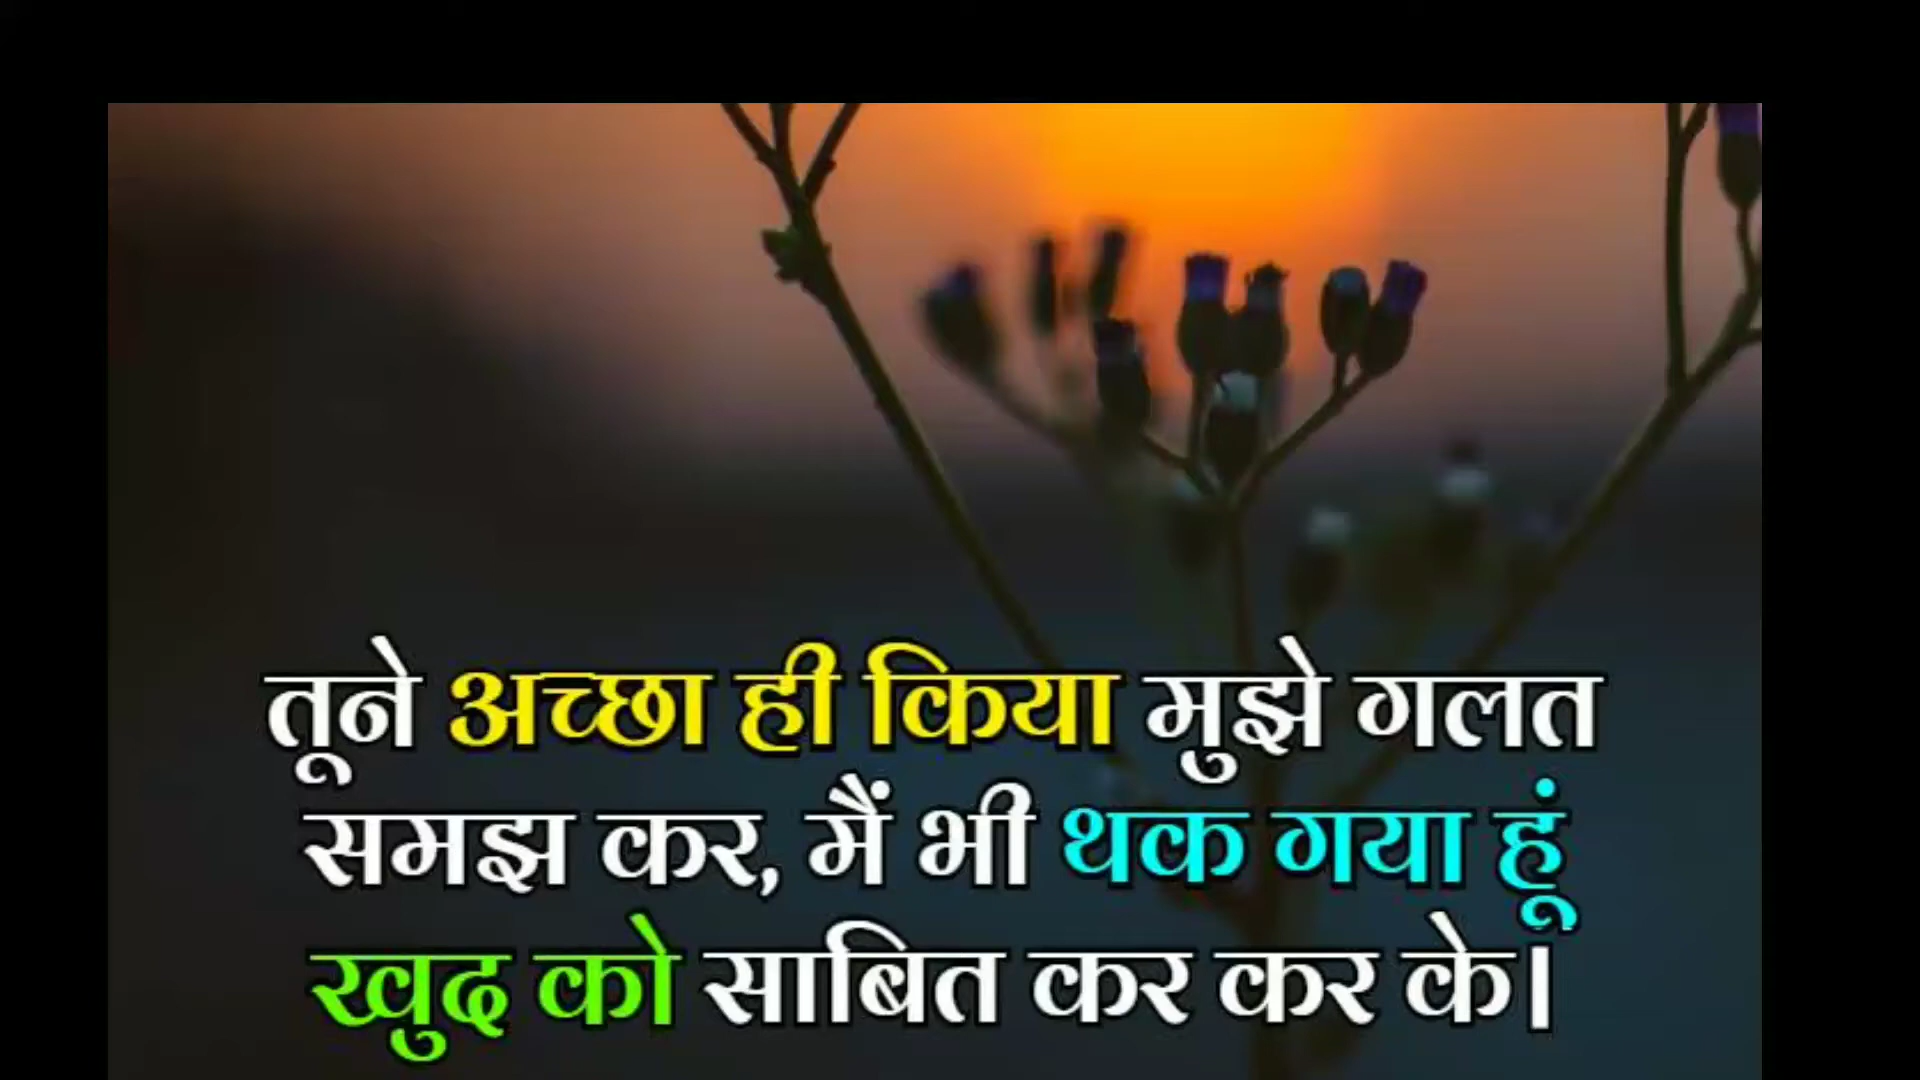 तूने अच्छा ही किया मुझे गलत
समझ कर, मैं भी थक गया हूं
खुद को साबित कर कर के।